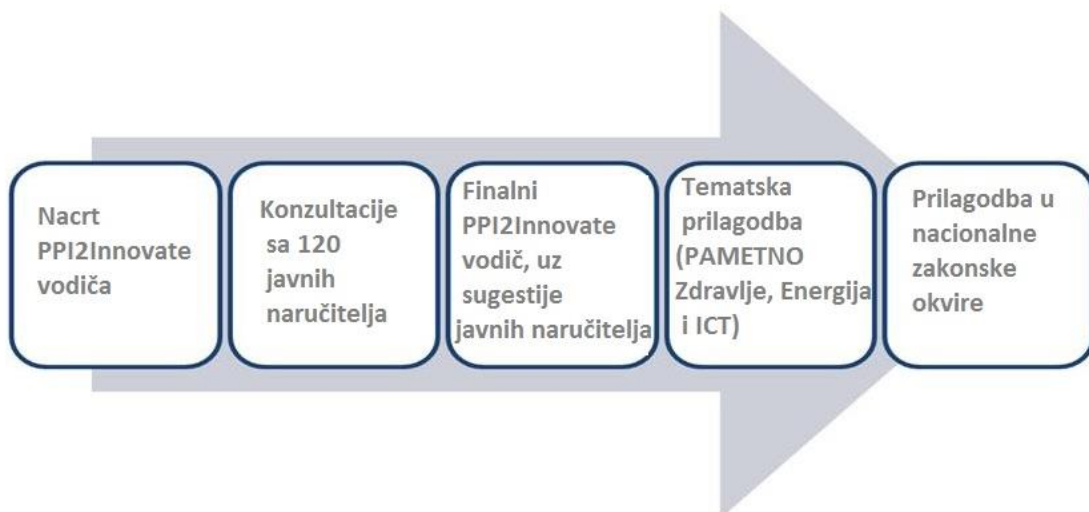 Nacrt
PPI2Innovate
vodiča
Konzultacije
sa 120
javnih
naručitelja
Finalni
PPI2Innovate
vodič, uz
sugestije
javnih naručitelja
Tematska
prilagodba
(PAMETNO
Zdravlje, Energija
i ICT)
Prilagodba u
nacionalne
zakonske
okvire